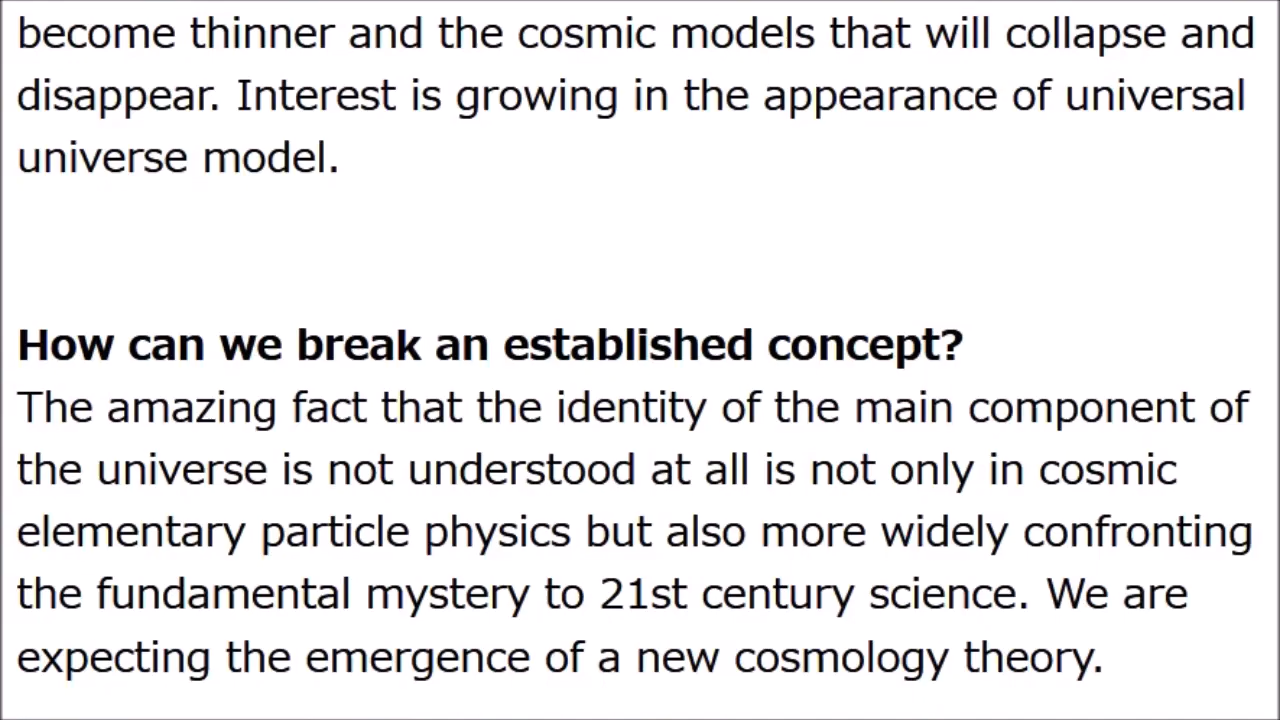 become thinner and the cosmic models that will collapse and
disappear. Interest is growing in the appearance of universal
universe model.
How can we break an established concept?
The amazing fact that the identity of the main component of
the universe is not understood at all is not only in cosmic
elementary particle physics but also more widely confronting
the fundamental mystery to 21st century science. We are
expecting the emergence of a new cosmology theory.